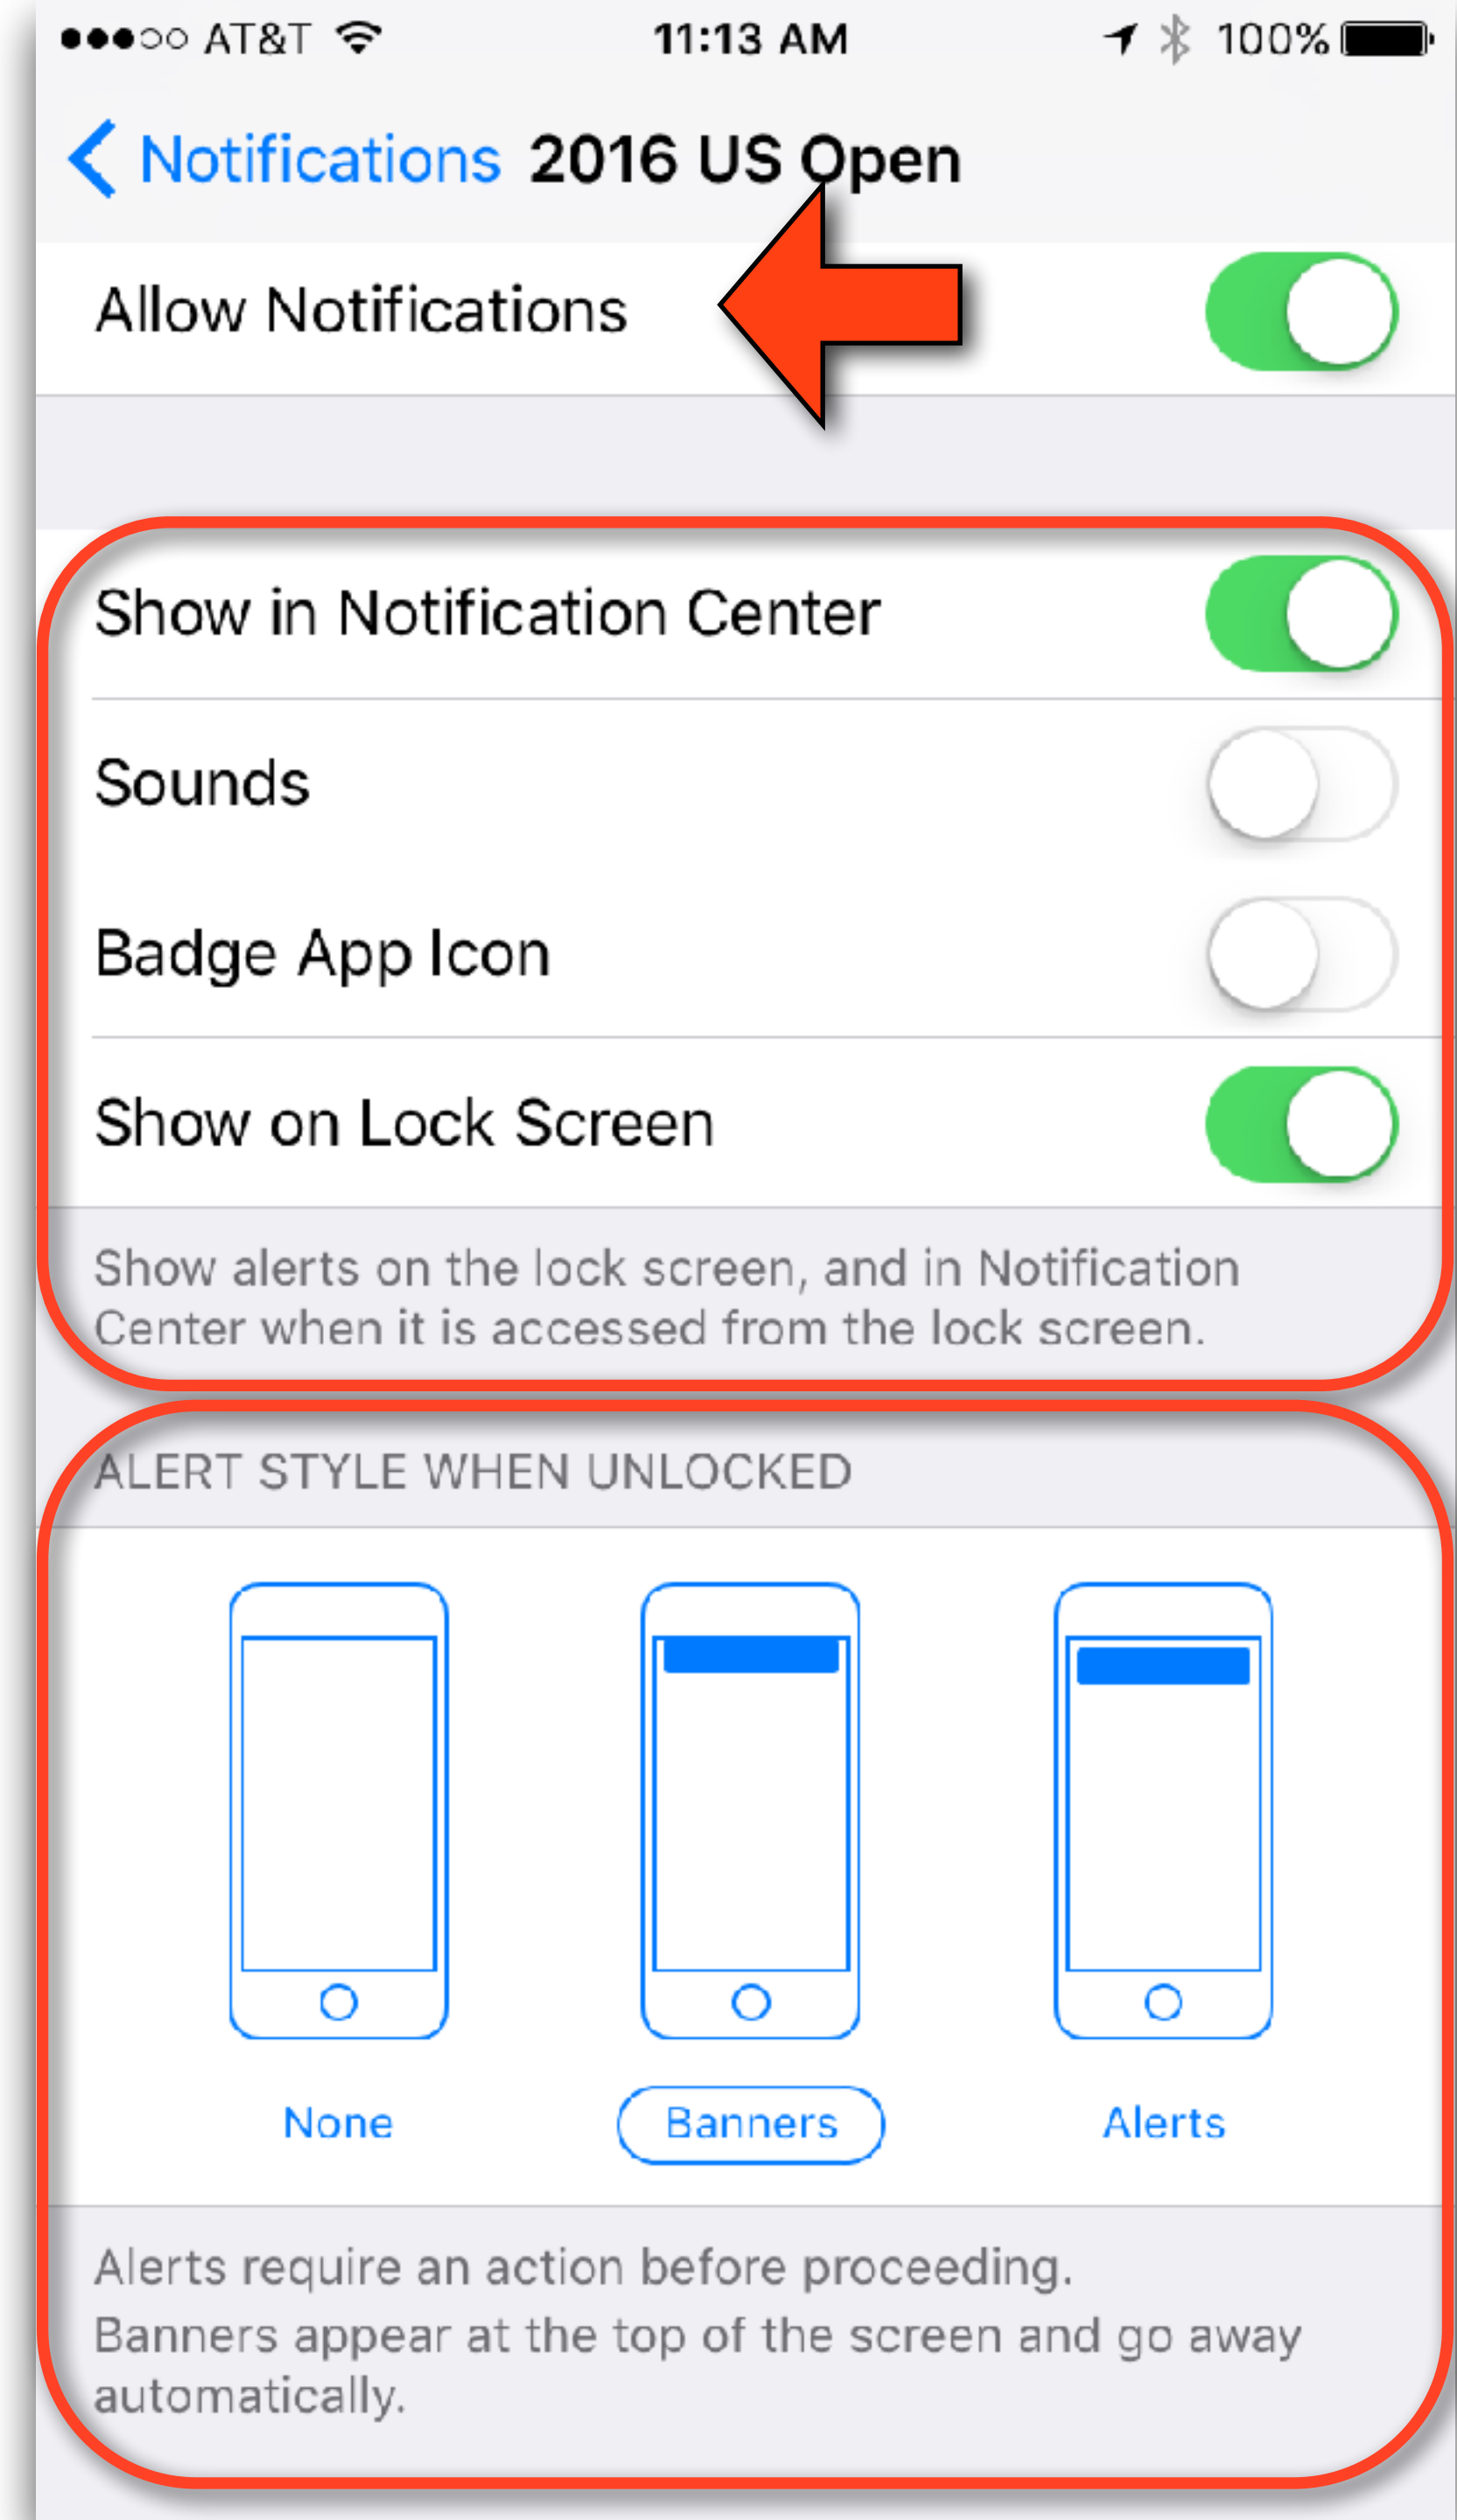 AT&T 11:13 AM 100%
Notifications 2016 US Open
Allow Notifications
Show in Notification Center
Sounds
Badge App Icon
Show on Lock Screen
Show alerts on the lock screen, and in Notification
Center when it is accessed from the lock screen.
ALERT STYLE WHEN UNLOCKED
None Banners Alerts
Alerts require an action before proceeding.
Banners appear at the top of the screen and go away
automatically.